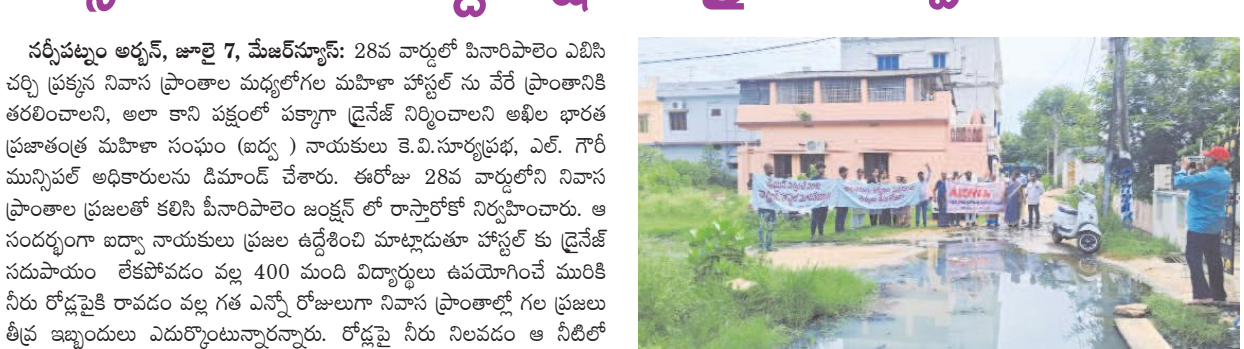 నర్సీపట్నం అర్బన్, జూలై 7, మేజర్‌న్యూస్: 28వ వార్డులో పినారిపాలెం ఎబిసి
చర్చి ప్రక్కన నివాస ప్రాంతాల మధ్యలోగల మహిళా హాస్టల్ ను వేరే ప్రాంతానికి
తరలించాలని, అలా కాని పక్షంలో పక్కాగా డ్రైనేజ్ నిర్మించాలని అఖిల భారత
ప్రజాతంత్ర మహిళా సంఘం (ఐద్వ ) నాయకులు కె.వి.సూర్యప్రభ, ఎల్. గౌరీ
మున్సిపల్ అధికారులను డిమాండ్ చేశారు. ఈరోజు 28వ వార్డులోని నివాస
ప్రాంతాల ప్రజలతో కలిసి పీనారిపాలెం జంక్షన్ లో రాస్తారోకో నిర్వహించారు. ఆ
సందర్భంగా ఐద్వా నాయకులు ప్రజల ఉద్దేశించి మాట్లాడుతూ హాస్టల్ కు డ్రైనేజ్
సదుపాయం లేకపోవడం వల్ల 400 మంది విద్యార్థులు ఉపయోగించే మురికి
నీరు రోడ్లపైకి రావడం వల్ల గత ఎన్నో రోజులుగా నివాస ప్రాంతాల్లో గల ప్రజలు
తీవ్ర ఇబ్బందులు ఎదుర్కొంటున్నారన్నారు. రోడ్లపై నీరు నిలవడం ఆ నీటిలో